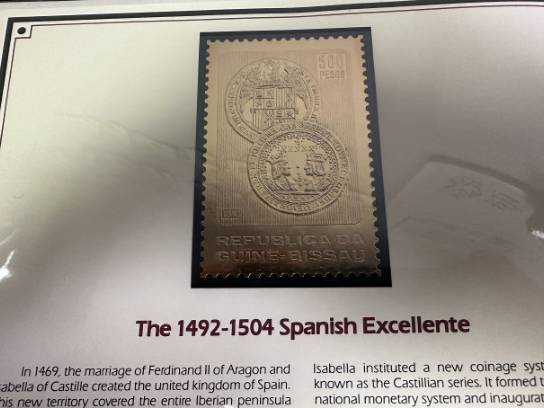 500
PESOS
REPUBLICA DA
GUINE-BISSAU
The 1492-1504 Spanish Excellente
In 1469, the marriage of Ferdinand II of Aragon and
Isabella of Castille created the united kingdom of Spain.
This new territory covered the entire Iberian peninsula
Isabella instituted a new coinage syst
known as the Castillian series. It formed t
national monetary system and inaugurat